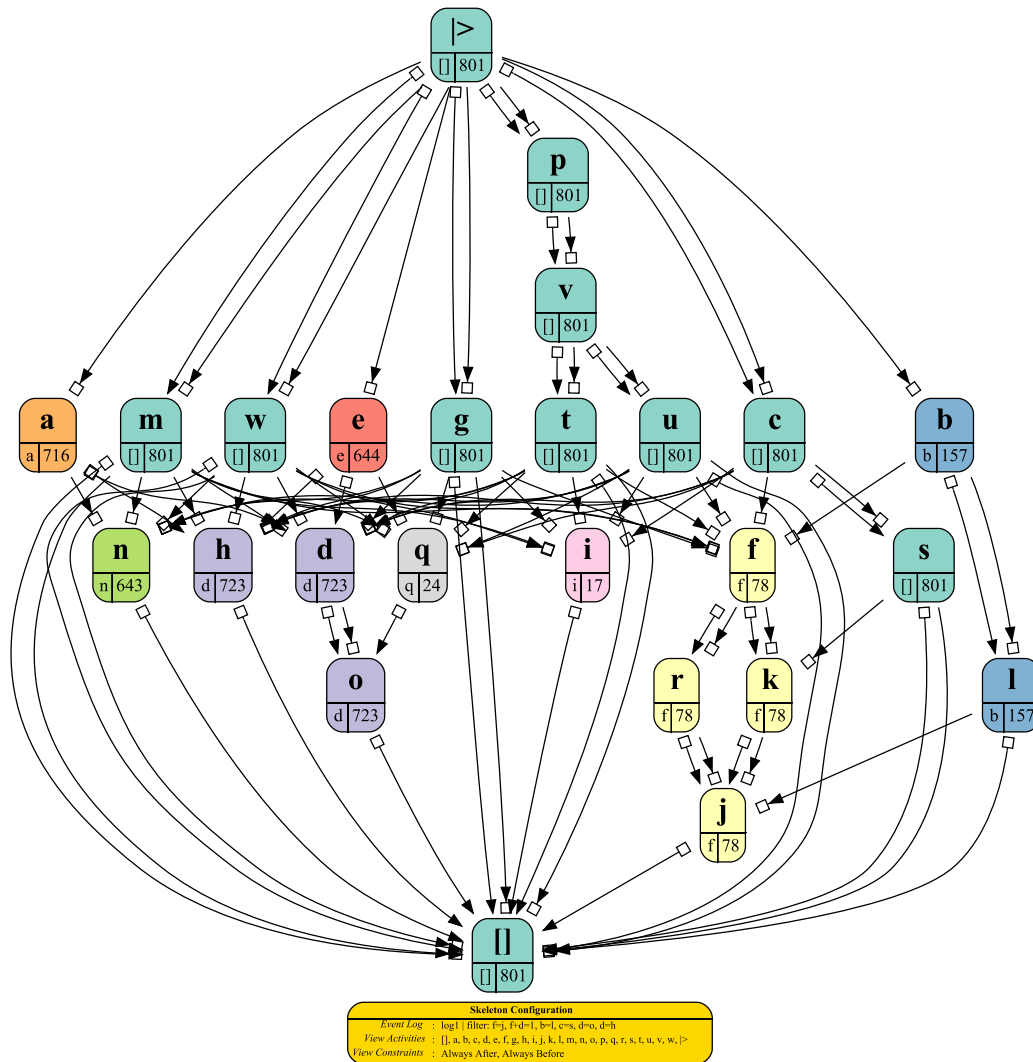 |>
[] 801
p
[] 801
v
[] 801
a
a 716
m
[] 801
w
[] 801
e
e 644
g
[] 801
t
[] 801
u
[] 801
c
[] 801
b
b 157
n
n 643
h
d 723
d
d 723
q
q 24
i
i 17
f
f 78
s
[] 801
o
d 723
r
f 78
k
f 78
l
b 157
j
f 78
[]
[] 801
Skeleton Configuration
Event Log : log1 | filter: f=j, f+d=1, b=l, c=s, d=o, d=h
View Activities : [], a, b, c, d, e, f, g, h, i, j, k, l, m, n, o, p, q, r, s, t, u, v, w, |>
View Constraints : Always After, Always Before